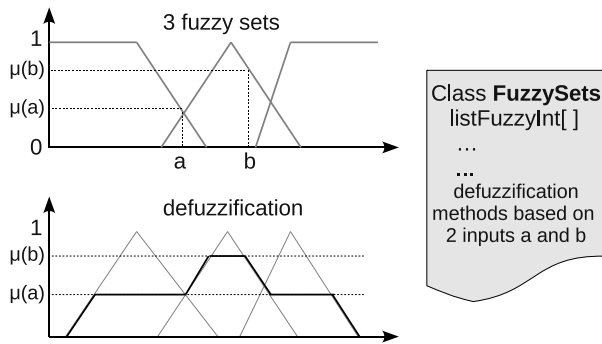 3 fuzzy sets
1
μ(b)
μ(a)
0
a
b
defuzzification
1
μ(b)
μ(a)
Class FuzzySets
listFuzzyInt[ ]
...
...
defuzzification
methods based on
2 inputs a and b